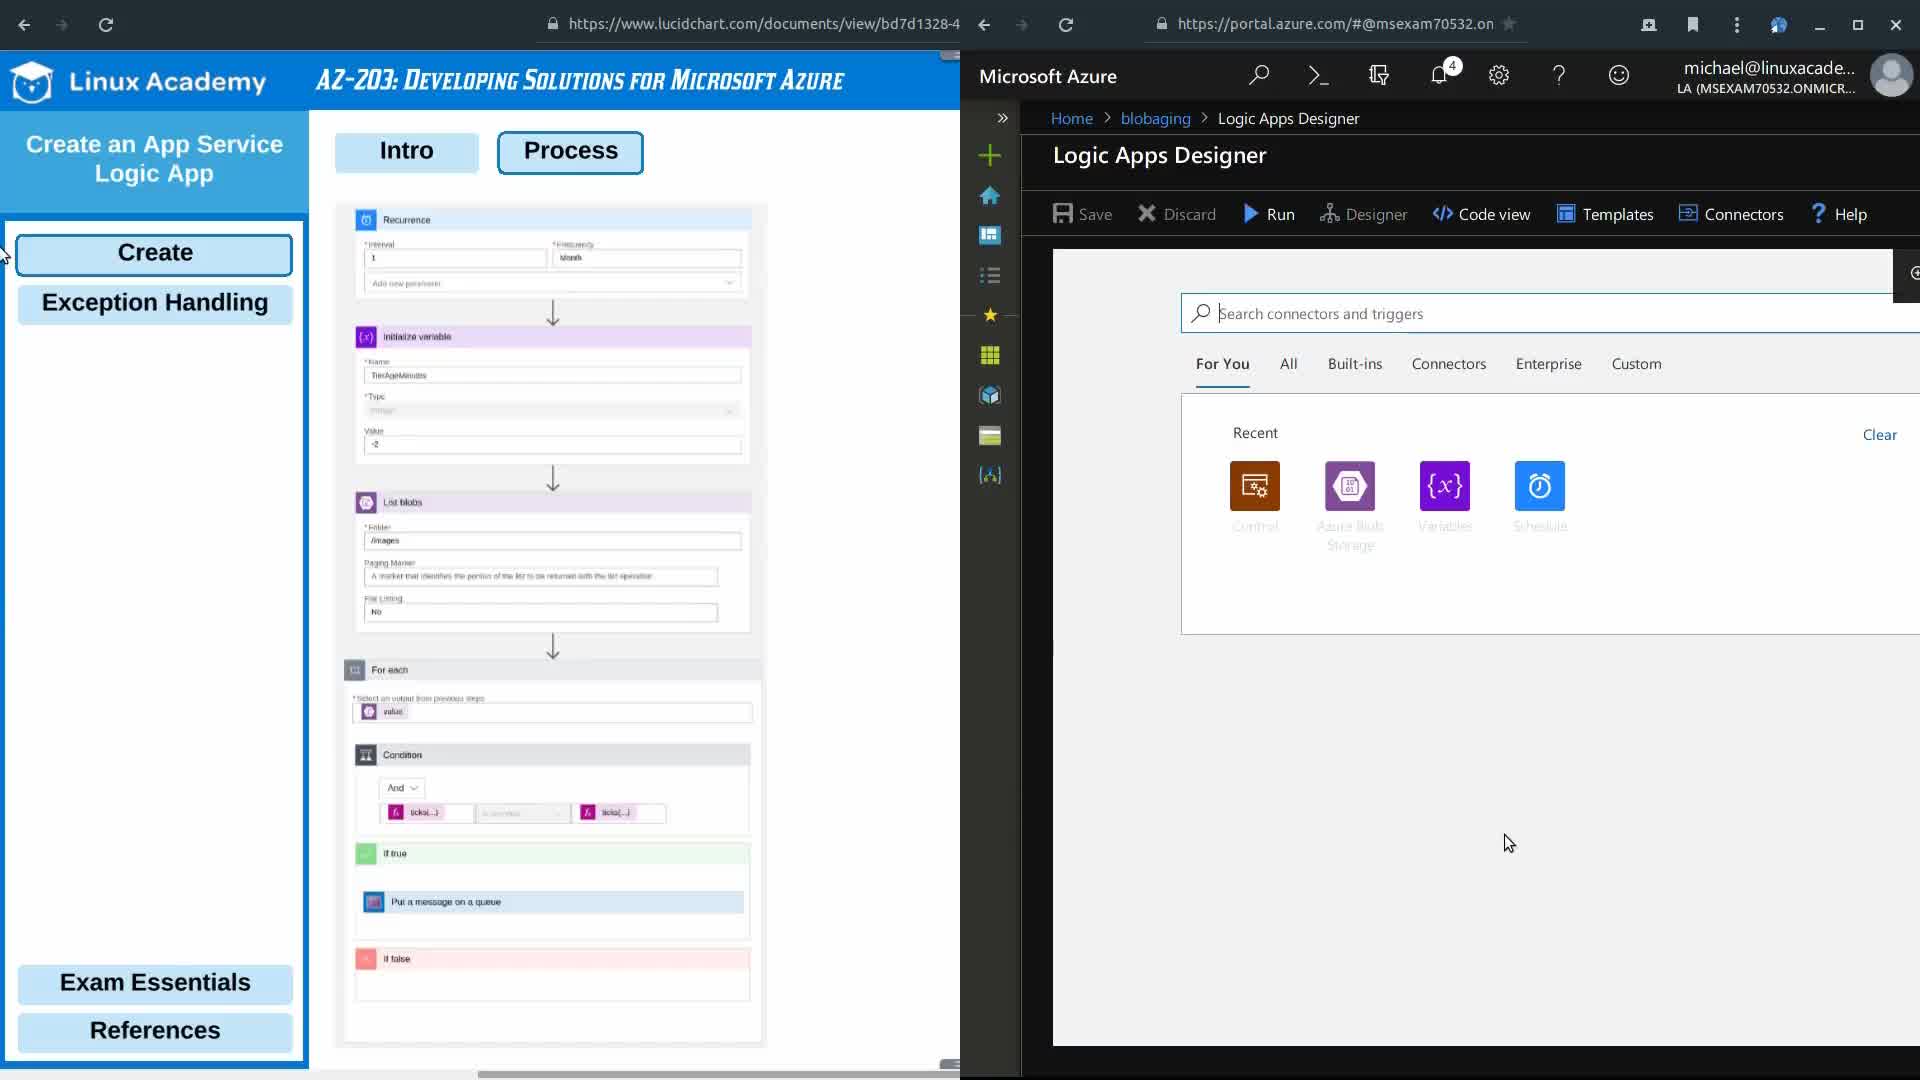 https://www.lucidchart.com/documents/view/bd7d1328-4
Linux Academy
AZ-203: Developing Solutions for Microsoft Azure
Create an App Service
Logic App
Intro
Process
Create
Exception Handling
Exam Essentials
References
Recurrence
* Interval
* Frequency
1
Month
Add new parameter
Initialize variable
* Name
TierAgeMinutes
* Type
Integer
Value
-2
List blobs
* Folder
/images
Paging Marker
A marker that identifies the portion of the list to be returned with the list operation
Flat Listing
No
For each
* Select an output from previous steps
value
Condition
And
ticks(...)
ticks(...)
If true
Put a message on a queue
If false
https://portal.azure.com/#@msexam70532.on
Microsoft Azure
4
michael@linuxacade...
LA (MSEXAM70532.ONMICR...
Home > blobaging > Logic Apps Designer
Logic Apps Designer
Save
Discard
Run
Designer
Code view
Templates
Connectors
Help
Search connectors and triggers
For You
All
Built-ins
Connectors
Enterprise
Custom
Recent
Clear
Control
Azure Blob
Storage
Variables
Schedule